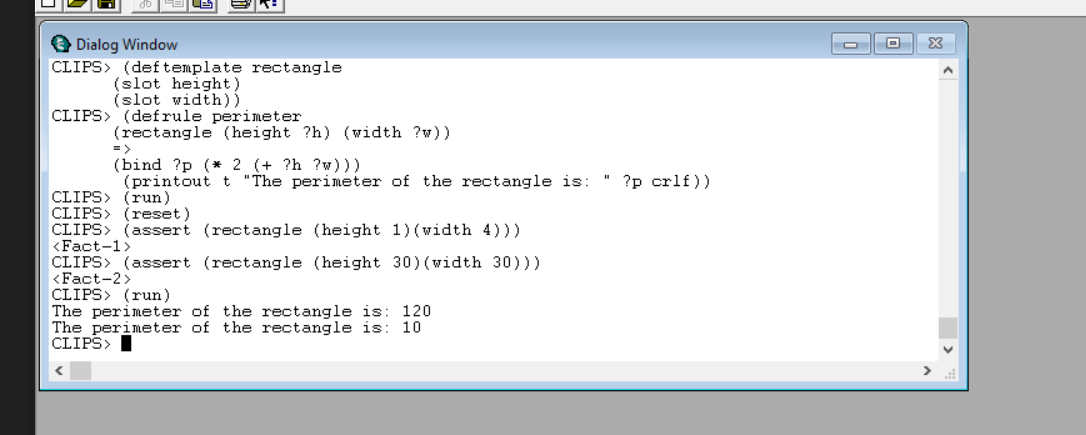 Dialog Window
CLIPS> (deftemplate rectangle
(slot height)
(slot width))
CLIPS> (defrule perimeter
(rectangle (height ?h) (width ?w))
=>
(bind ?p (* 2 (+ ?h ?w)))
(printout t "The perimeter of the rectangle is: " ?p crlf))
CLIPS> (run)
CLIPS> (reset)
CLIPS> (assert (rectangle (height 1)(width 4)))
<Fact-1>
CLIPS> (assert (rectangle (height 30)(width 30)))
<Fact-2>
CLIPS> (run)
The perimeter of the rectangle is: 120
The perimeter of the rectangle is: 10
CLIPS>